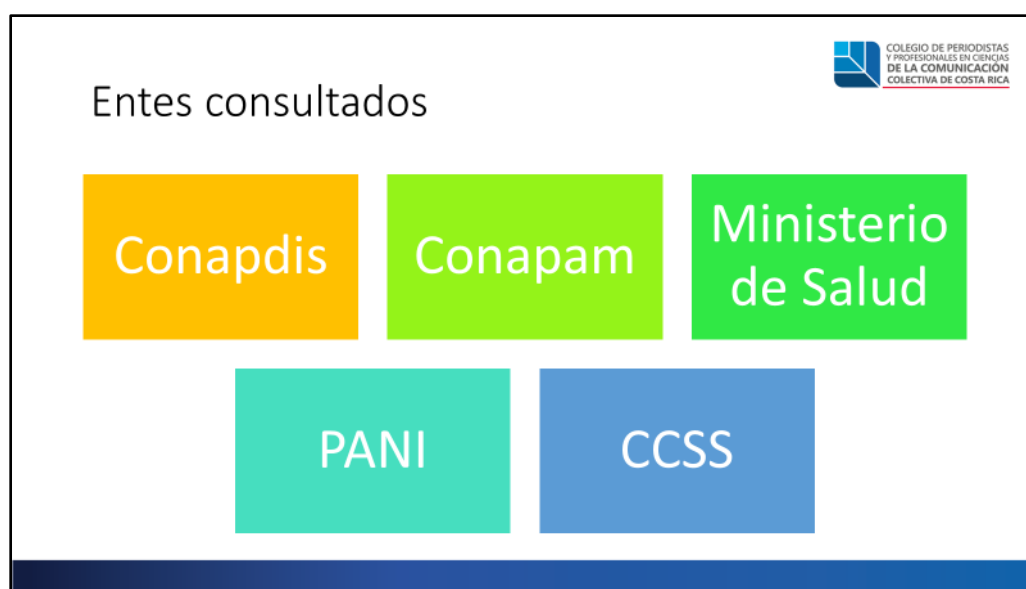 COLEGIO DE PERIODISTAS
Y PROFESIONALES EN CIENCIAS
DE LA COMUNICACIÓN
COLECTIVA DE COSTA RICA
Entes consultados
Conapdis
Conapam
Ministerio
de Salud
PANI
CCSS